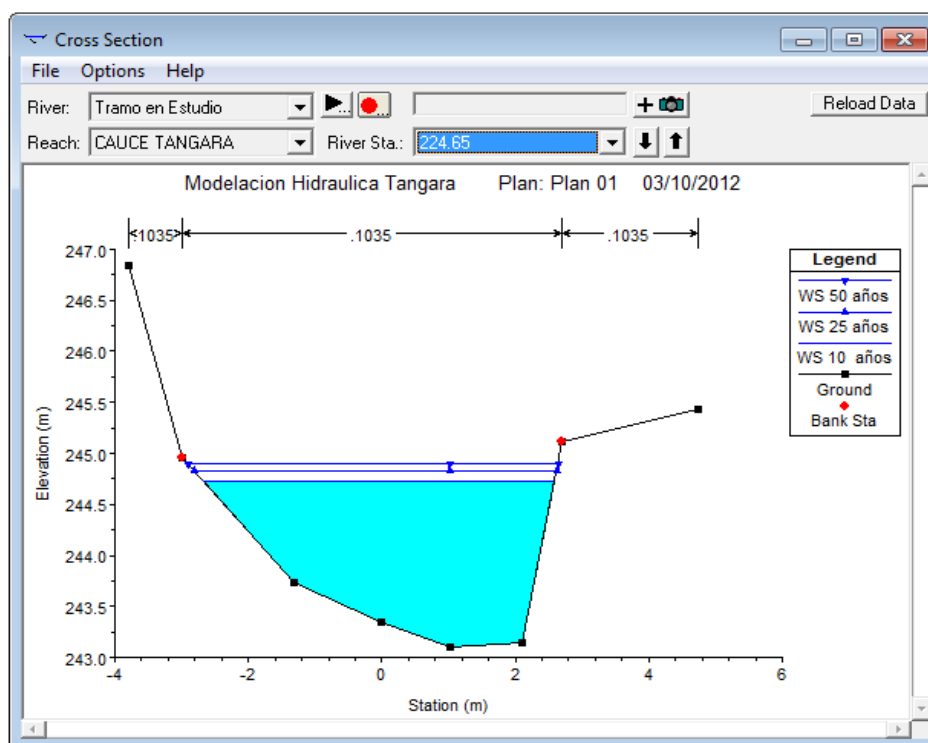 Cross Section
File Options Help
River: Tramo en Estudio Reload Data
Reach: CAUCE TANGARA River Sta.: 224.65
Modelacion Hidraulica Tangara Plan: Plan 01 03/10/2012
.1035 .1035 .1035
247.0
246.5
246.0
245.5
245.0
244.5
244.0
243.5
243.0
Elevation (m)
-4 -2 0 2 4 6
Station (m)
Legend
WS 50 años
WS 25 años
WS 10 años
Ground
Bank Sta